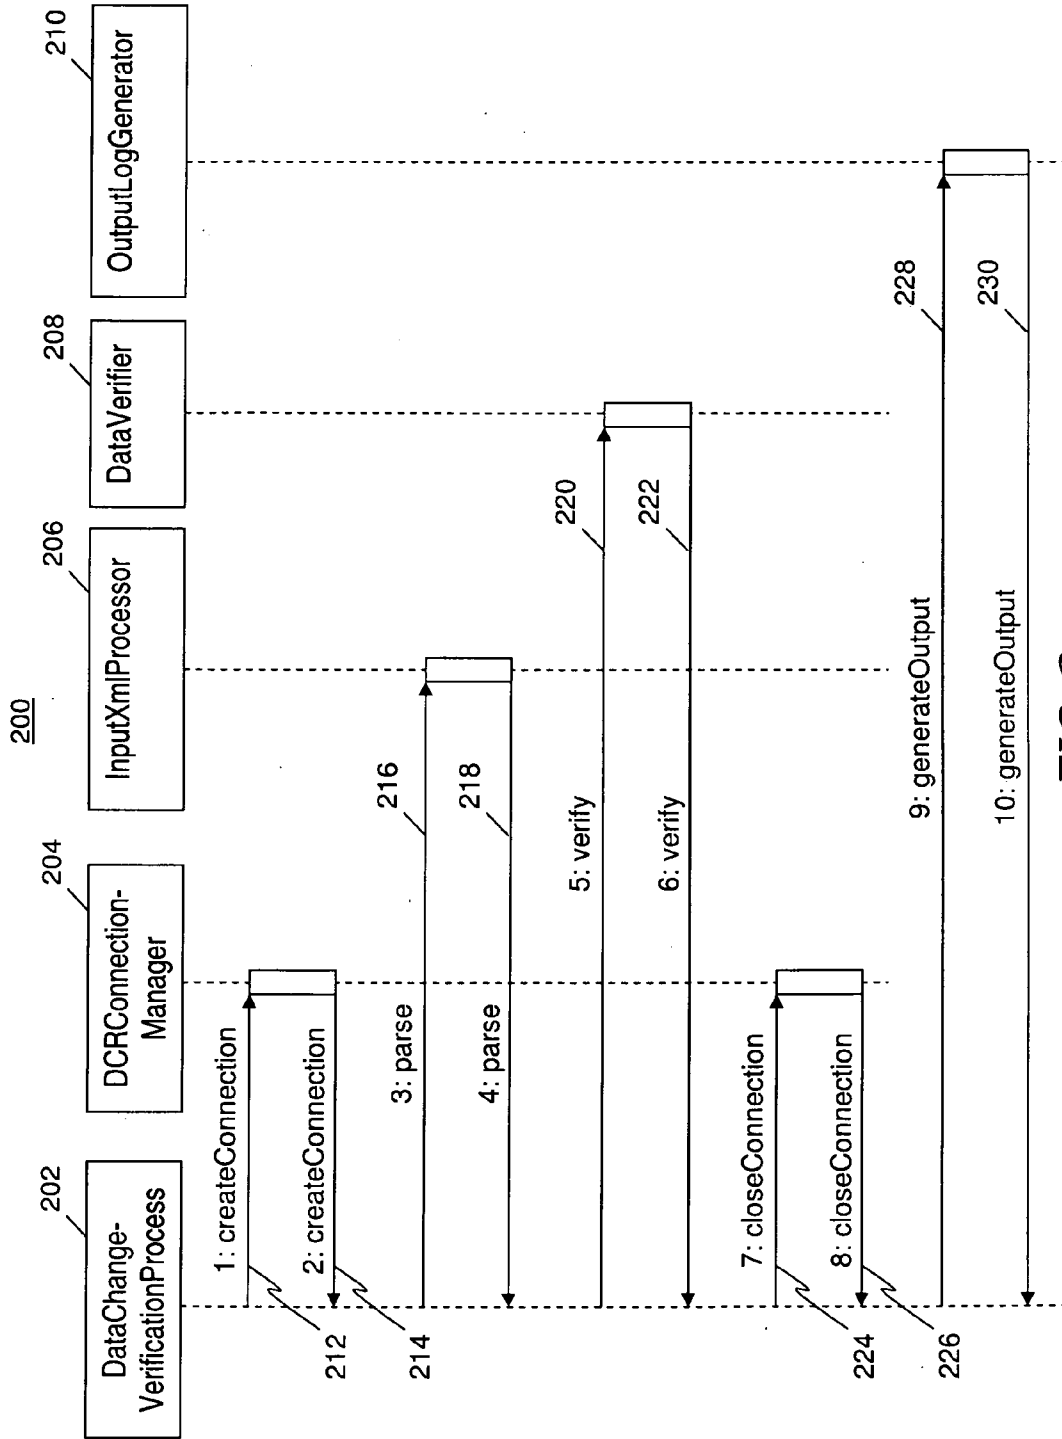 200
202
204
206
208
210
DataChange-
VerificationProcess
DCRConnection-
Manager
InputXmlProcessor
DataVerifier
OutputLogGenerator
1: createConnection
212
2: createConnection
214
3: parse
216
4: parse
218
5: verify
220
6: verify
222
7: closeConnection
224
8: closeConnection
226
9: generateOutput
228
10: generateOutput
230